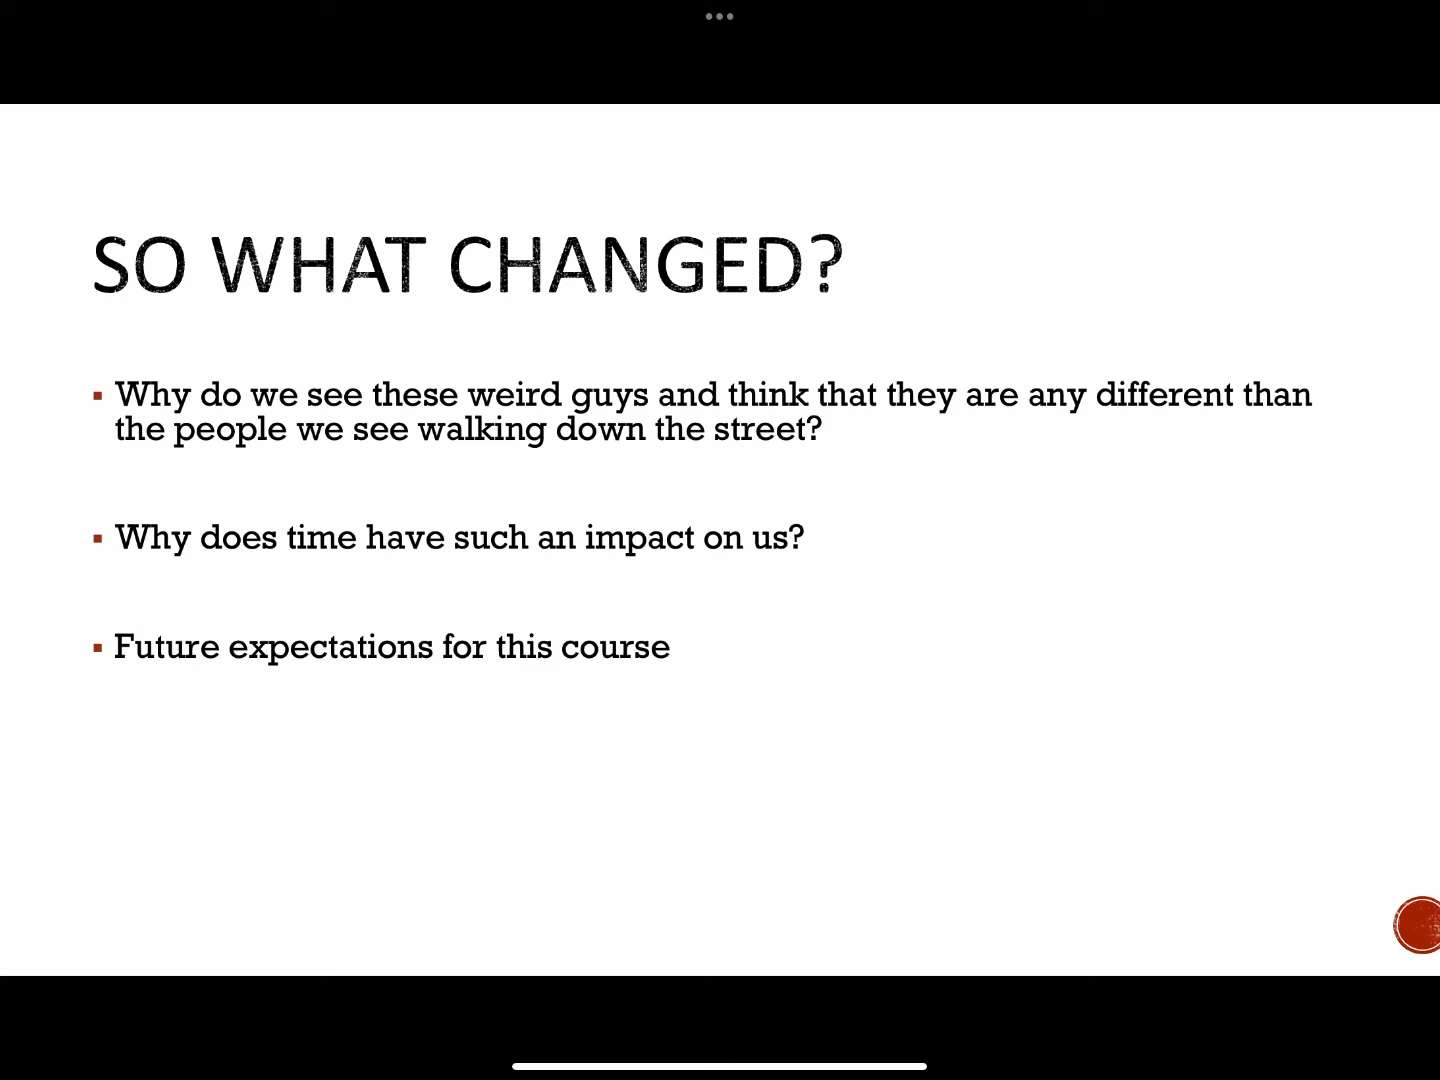 SO WHAT CHANGED?
▪ Why do we see these weird guys and think that they are any different than
the people we see walking down the street?
▪ Why does time have such an impact on us?
▪ Future expectations for this course